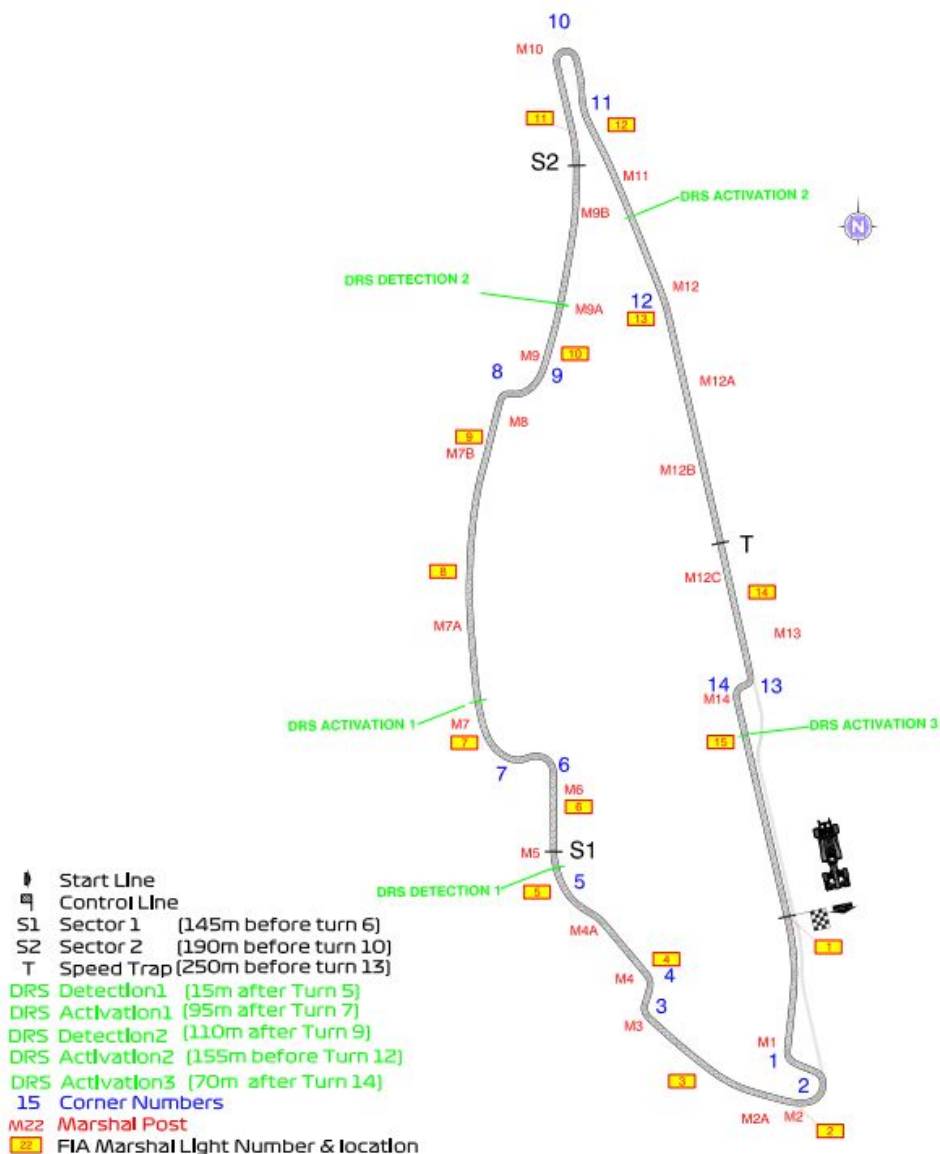 10
M10
11
11
12
S2
M11
DRS ACTIVATION 2
M9B
N
DRS DETECTION 2
M12
12
M9A
13
M9
10
8
9
M12A
M8
9
M7B
M12B
T
8
M12C
14
M7A
M13
14
13
M14
DRS ACTIVATION 1
M7
DRS ACTIVATION 3
7
15
7
6
M6
6
M5
S1
DRS DETECTION 1
5
5
M4A
1
4
M4
4
3
M3
M1
1
3
2
M2A
M2
2
Start Line
Control Line
S1 Sector 1 (145m before turn 6)
S2 Sector 2 (190m before turn 10)
T Speed Trap (250m before turn 13)
DRS Detection1 (15m after Turn 5)
DRS Activation1 (95m after Turn 7)
DRS Detection2 (110m after Turn 9)
DRS Activation2 (155m before Turn 12)
DRS Activation3 (70m after Turn 14)
15 Corner Numbers
M22 Marshal Post
22 FIA Marshal Light Number & location